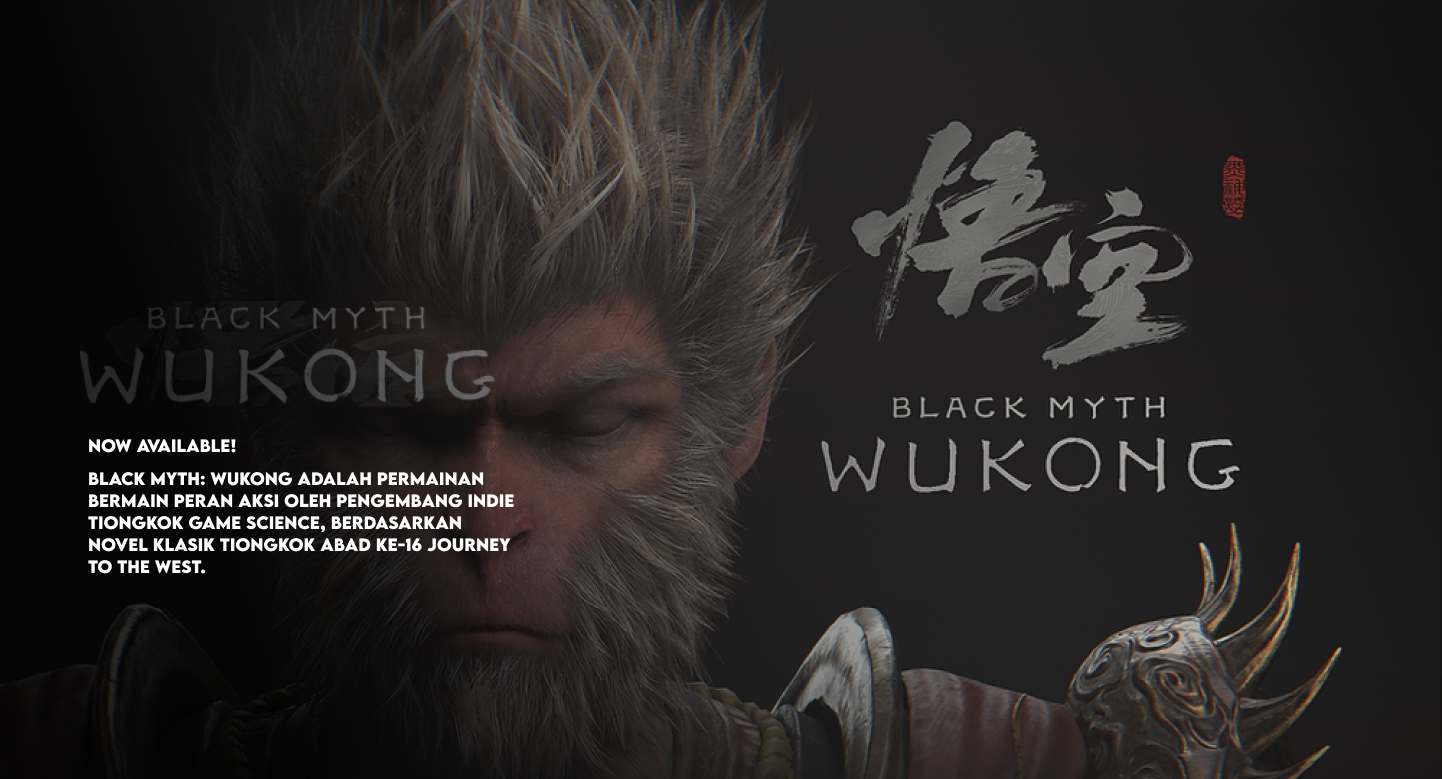 BLACK MYTH
WUKONG
NOW AVAILABLE!
BLACK MYTH: WUKONG ADALAH PERMAINAN
BERMAIN PERAN AKSI OLEH PENGEMBANG INDIE
TIONGKOK GAME SCIENCE, BERDASARKAN
NOVEL KLASIK TIONGKOK ABAD KE-16 JOURNEY
TO THE WEST.
悟空
BLACK MYTH
WUKONG